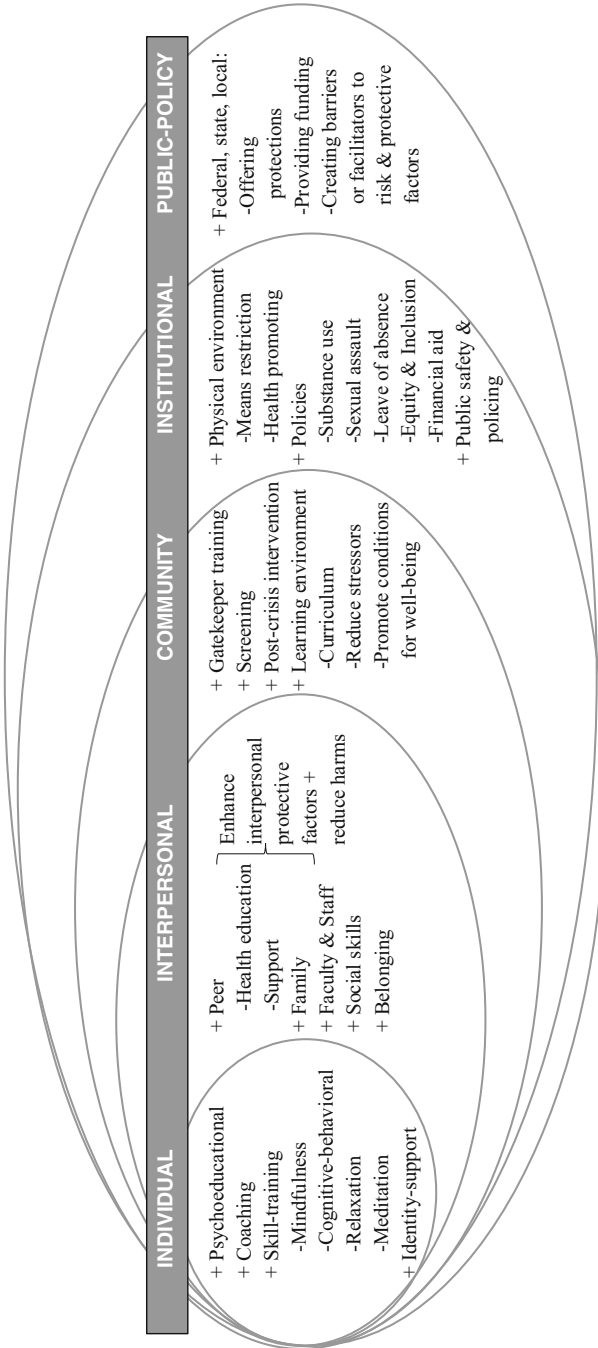 INDIVIDUAL
+ Psychoeducational
+ Coaching
+ Skill-training
-Mindfulness
-Cognitive-behavioral
-Relaxation
-Meditation
+ Identity-support
INTERPERSONAL
+ Peer
-Health education
-Support
+ Family
+ Faculty & Staff
+ Social skills
+ Belonging
Enhance
interpersonal
protective
factors +
reduce harms
COMMUNITY
+ Gatekeeper training
+ Screening
+ Post-crisis intervention
+ Learning environment
-Curriculum
-Reduce stressors
-Promote conditions
for well-being
INSTITUTIONAL
+ Physical environment
-Means restriction
-Health promoting
+ Policies
-Substance use
-Sexual assault
-Leave of absence
-Equity & Inclusion
-Financial aid
+ Public safety &
policing
PUBLIC-POLICY
+ Federal, state, local:
-Offering
protections
-Providing funding
-Creating barriers
or facilitators to
risk & protective
factors